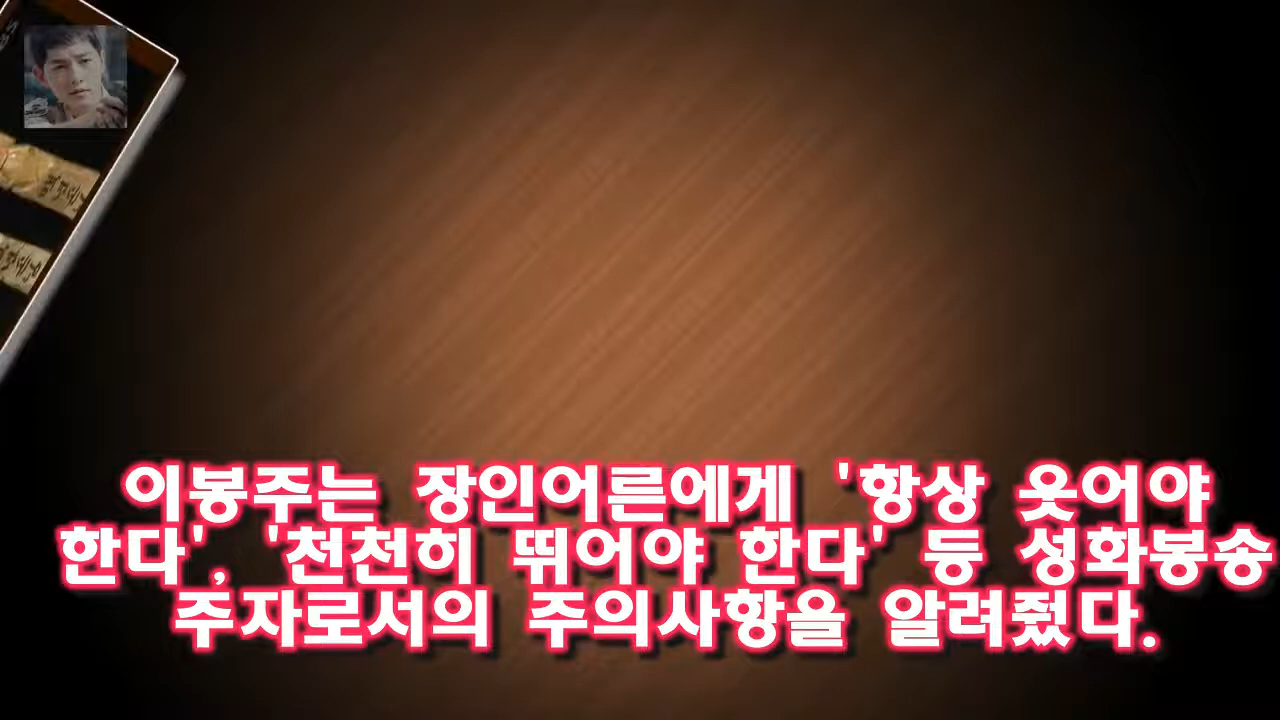 이봉주는 장인어른에게 '항상 웃어야
한다', '천천히 뛰어야 한다' 등 성화봉송
주자로서의 주의사항을 알려줬다.